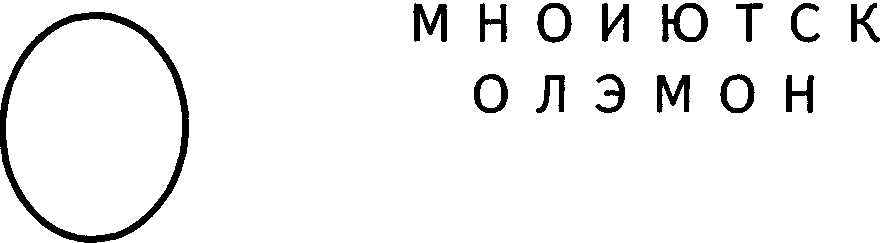 М Н О И Ю Т С К
О Л Э М О Н